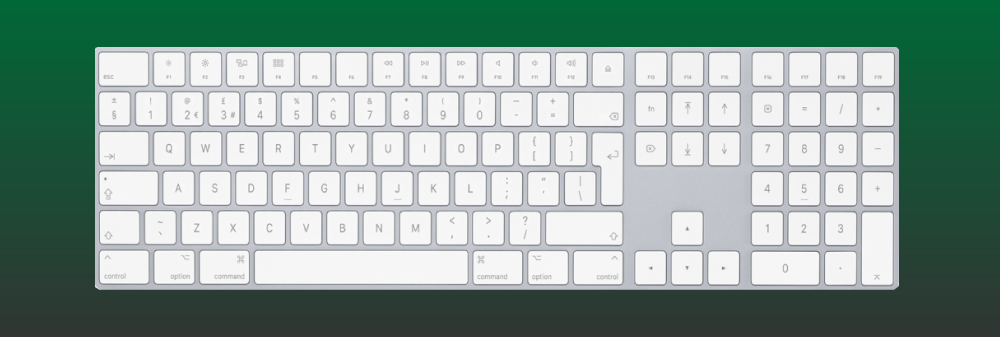 esc F1 F2 F3 F4 F5 F6 F7 F8 F9 F10 F11 F12 F13 F14 F15 F16 F17 F18 F19
± ! @ £ $ % ^ & * ( ) — +
§ 1 2 € 3 # 4 5 6 7 8 9 0 - = fn = / *
Q W E R T Y U I O P { [ } ] 7 8 9 −
A S D F G H J K L : ; " ' | \ 4 5 6 +
~ ` Z X C V B N M < , > . ? / 1 2 3
control option command command option control 0 .